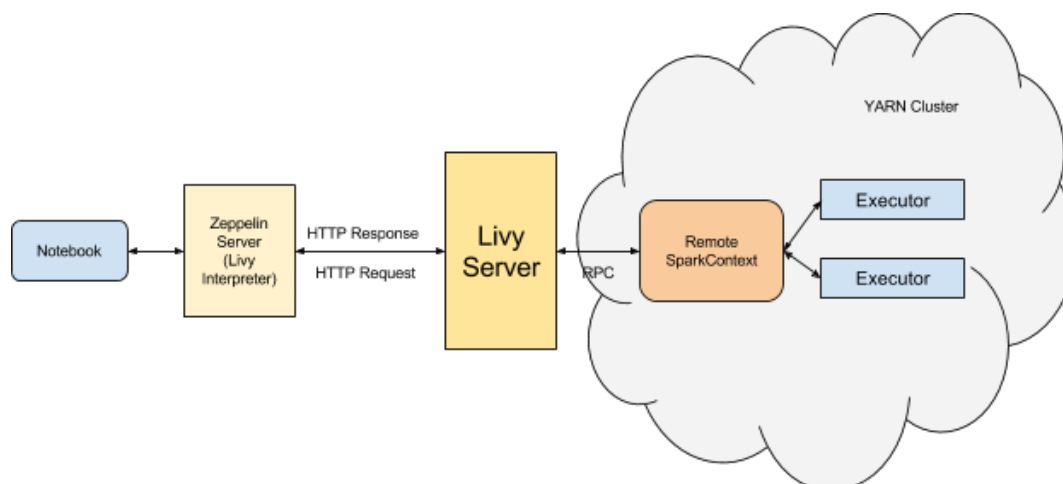 YARN Cluster
Notebook
Zeppelin
Server
(Livy
Interpreter)
HTTP Response
HTTP Request
Livy
Server
RPC
Remote
SparkContext
Executor
Executor